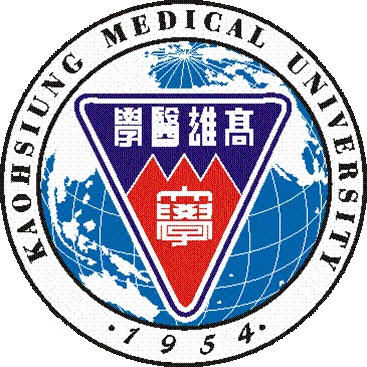 KAOHSIUNG MEDICAL UNIVERSITY
高雄醫學
·1954·